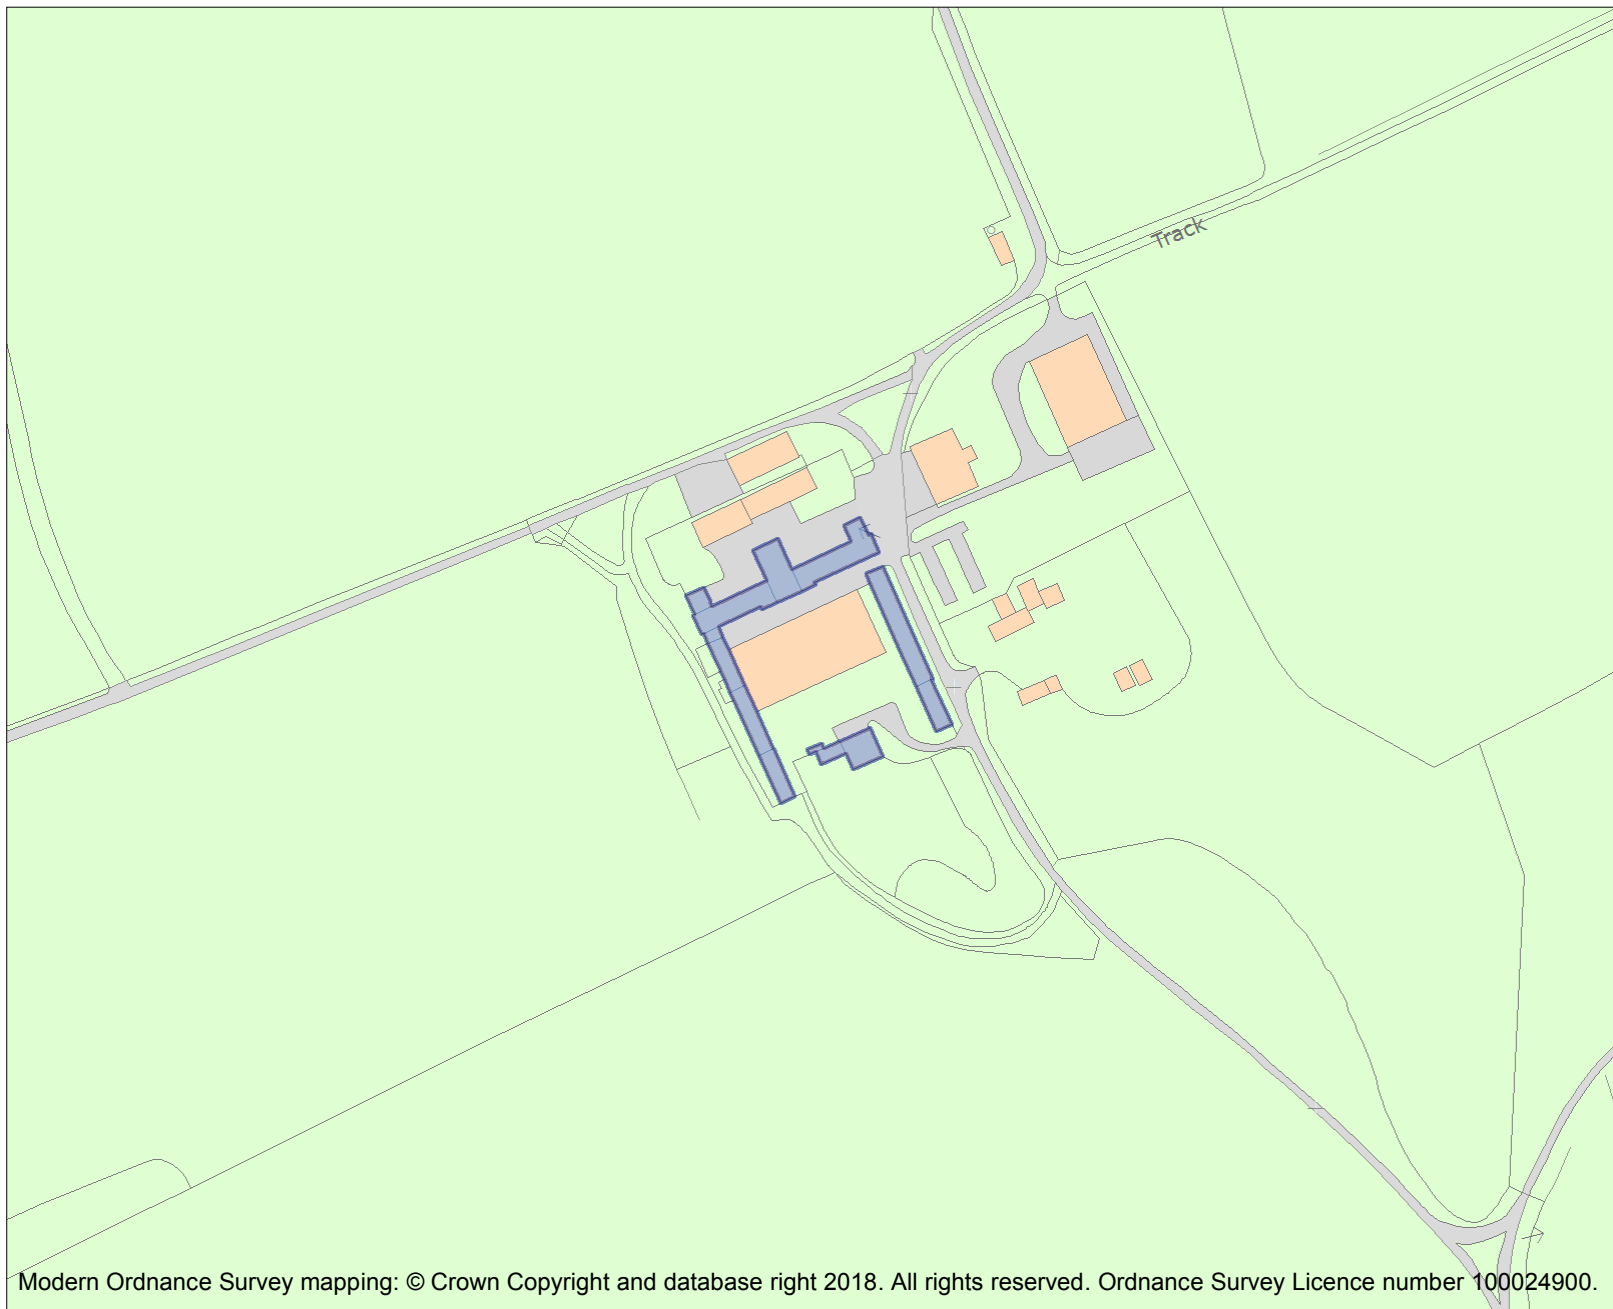 Track
Modern Ordnance Survey mapping: © Crown Copyright and database right 2018. All rights reserved. Ordnance Survey Licence number 100024900.